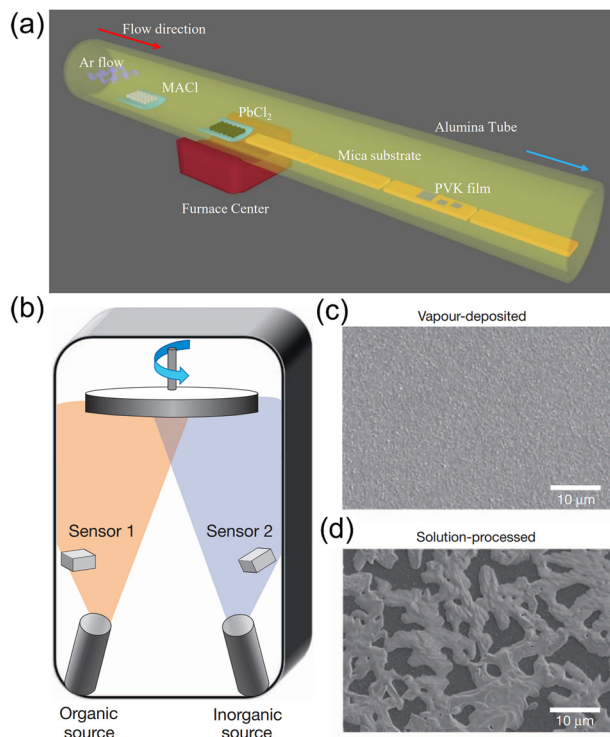 (a)
Flow direction
Ar flow
MACl
PbCl₂
Alumina Tube
Mica substrate
PVK film
Furnace Center
(b)
Sensor 1
Sensor 2
Organic
source
Inorganic
source
(c)
Vapour-deposited
10 μm
(d)
Solution-processed
10 μm